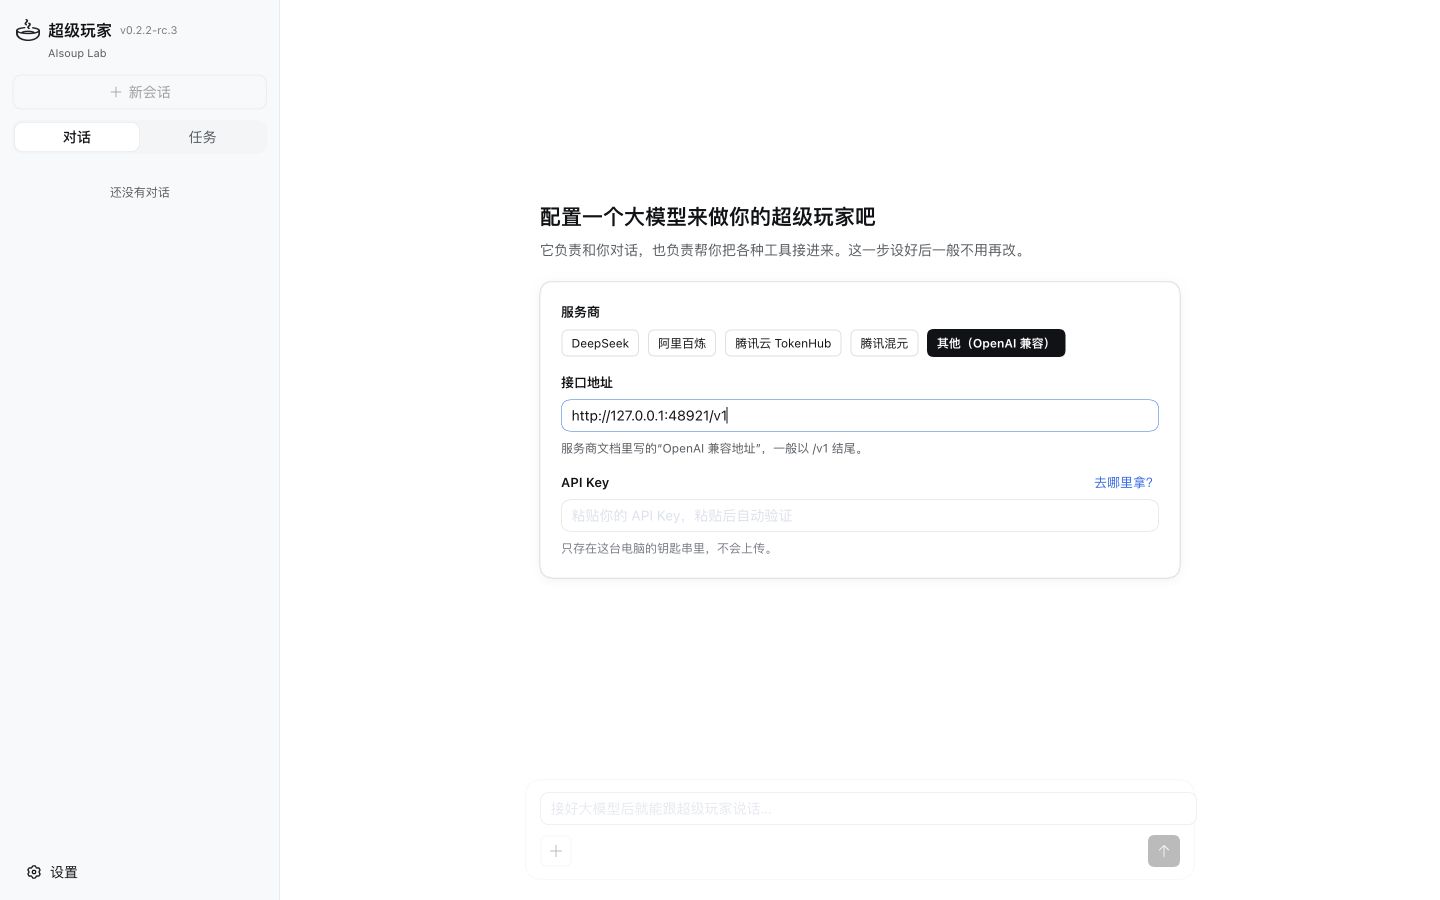 超级玩家 v0.2.2-rc.3
AIsoup Lab
新会话
对话 任务
还没有对话
配置一个大模型来做你的超级玩家吧
它负责和你对话，也负责帮你把各种工具接进来。这一步设好后一般不用再改。
服务商
DeepSeek 阿里百炼 腾讯云 TokenHub 腾讯混元 其他（OpenAI 兼容）
接口地址
http://127.0.0.1:48921/v1
服务商文档里写的“OpenAI 兼容地址”，一般以 /v1 结尾。
API Key 去哪里拿?
粘贴你的 API Key，粘贴后自动验证
只存在这台电脑的钥匙串里，不会上传。
接好大模型后就能跟超级玩家说话...
设置